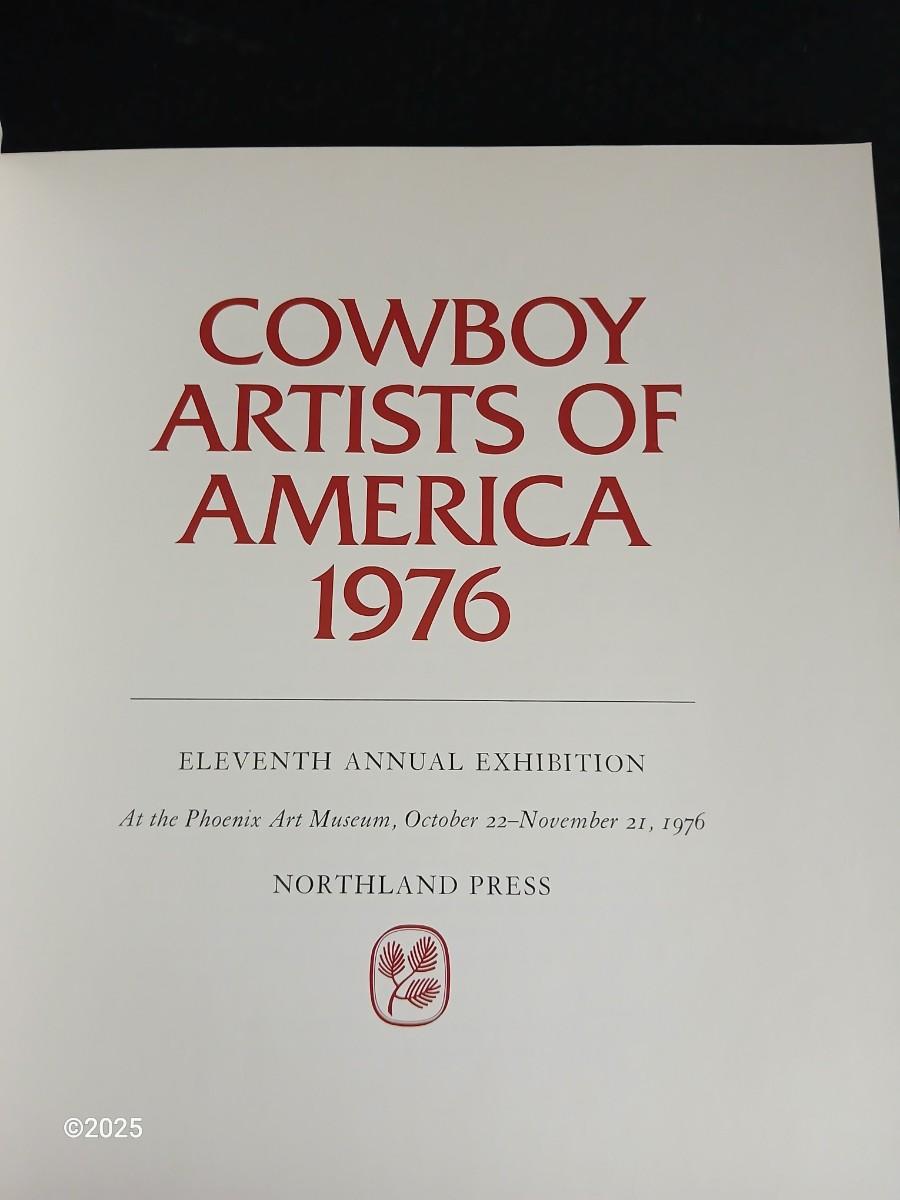 COWBOY
ARTISTS OF
AMERICA
1976
ELEVENTH ANNUAL EXHIBITION
At the Phoenix Art Museum, October 22–November 21, 1976
NORTHLAND PRESS
©2025